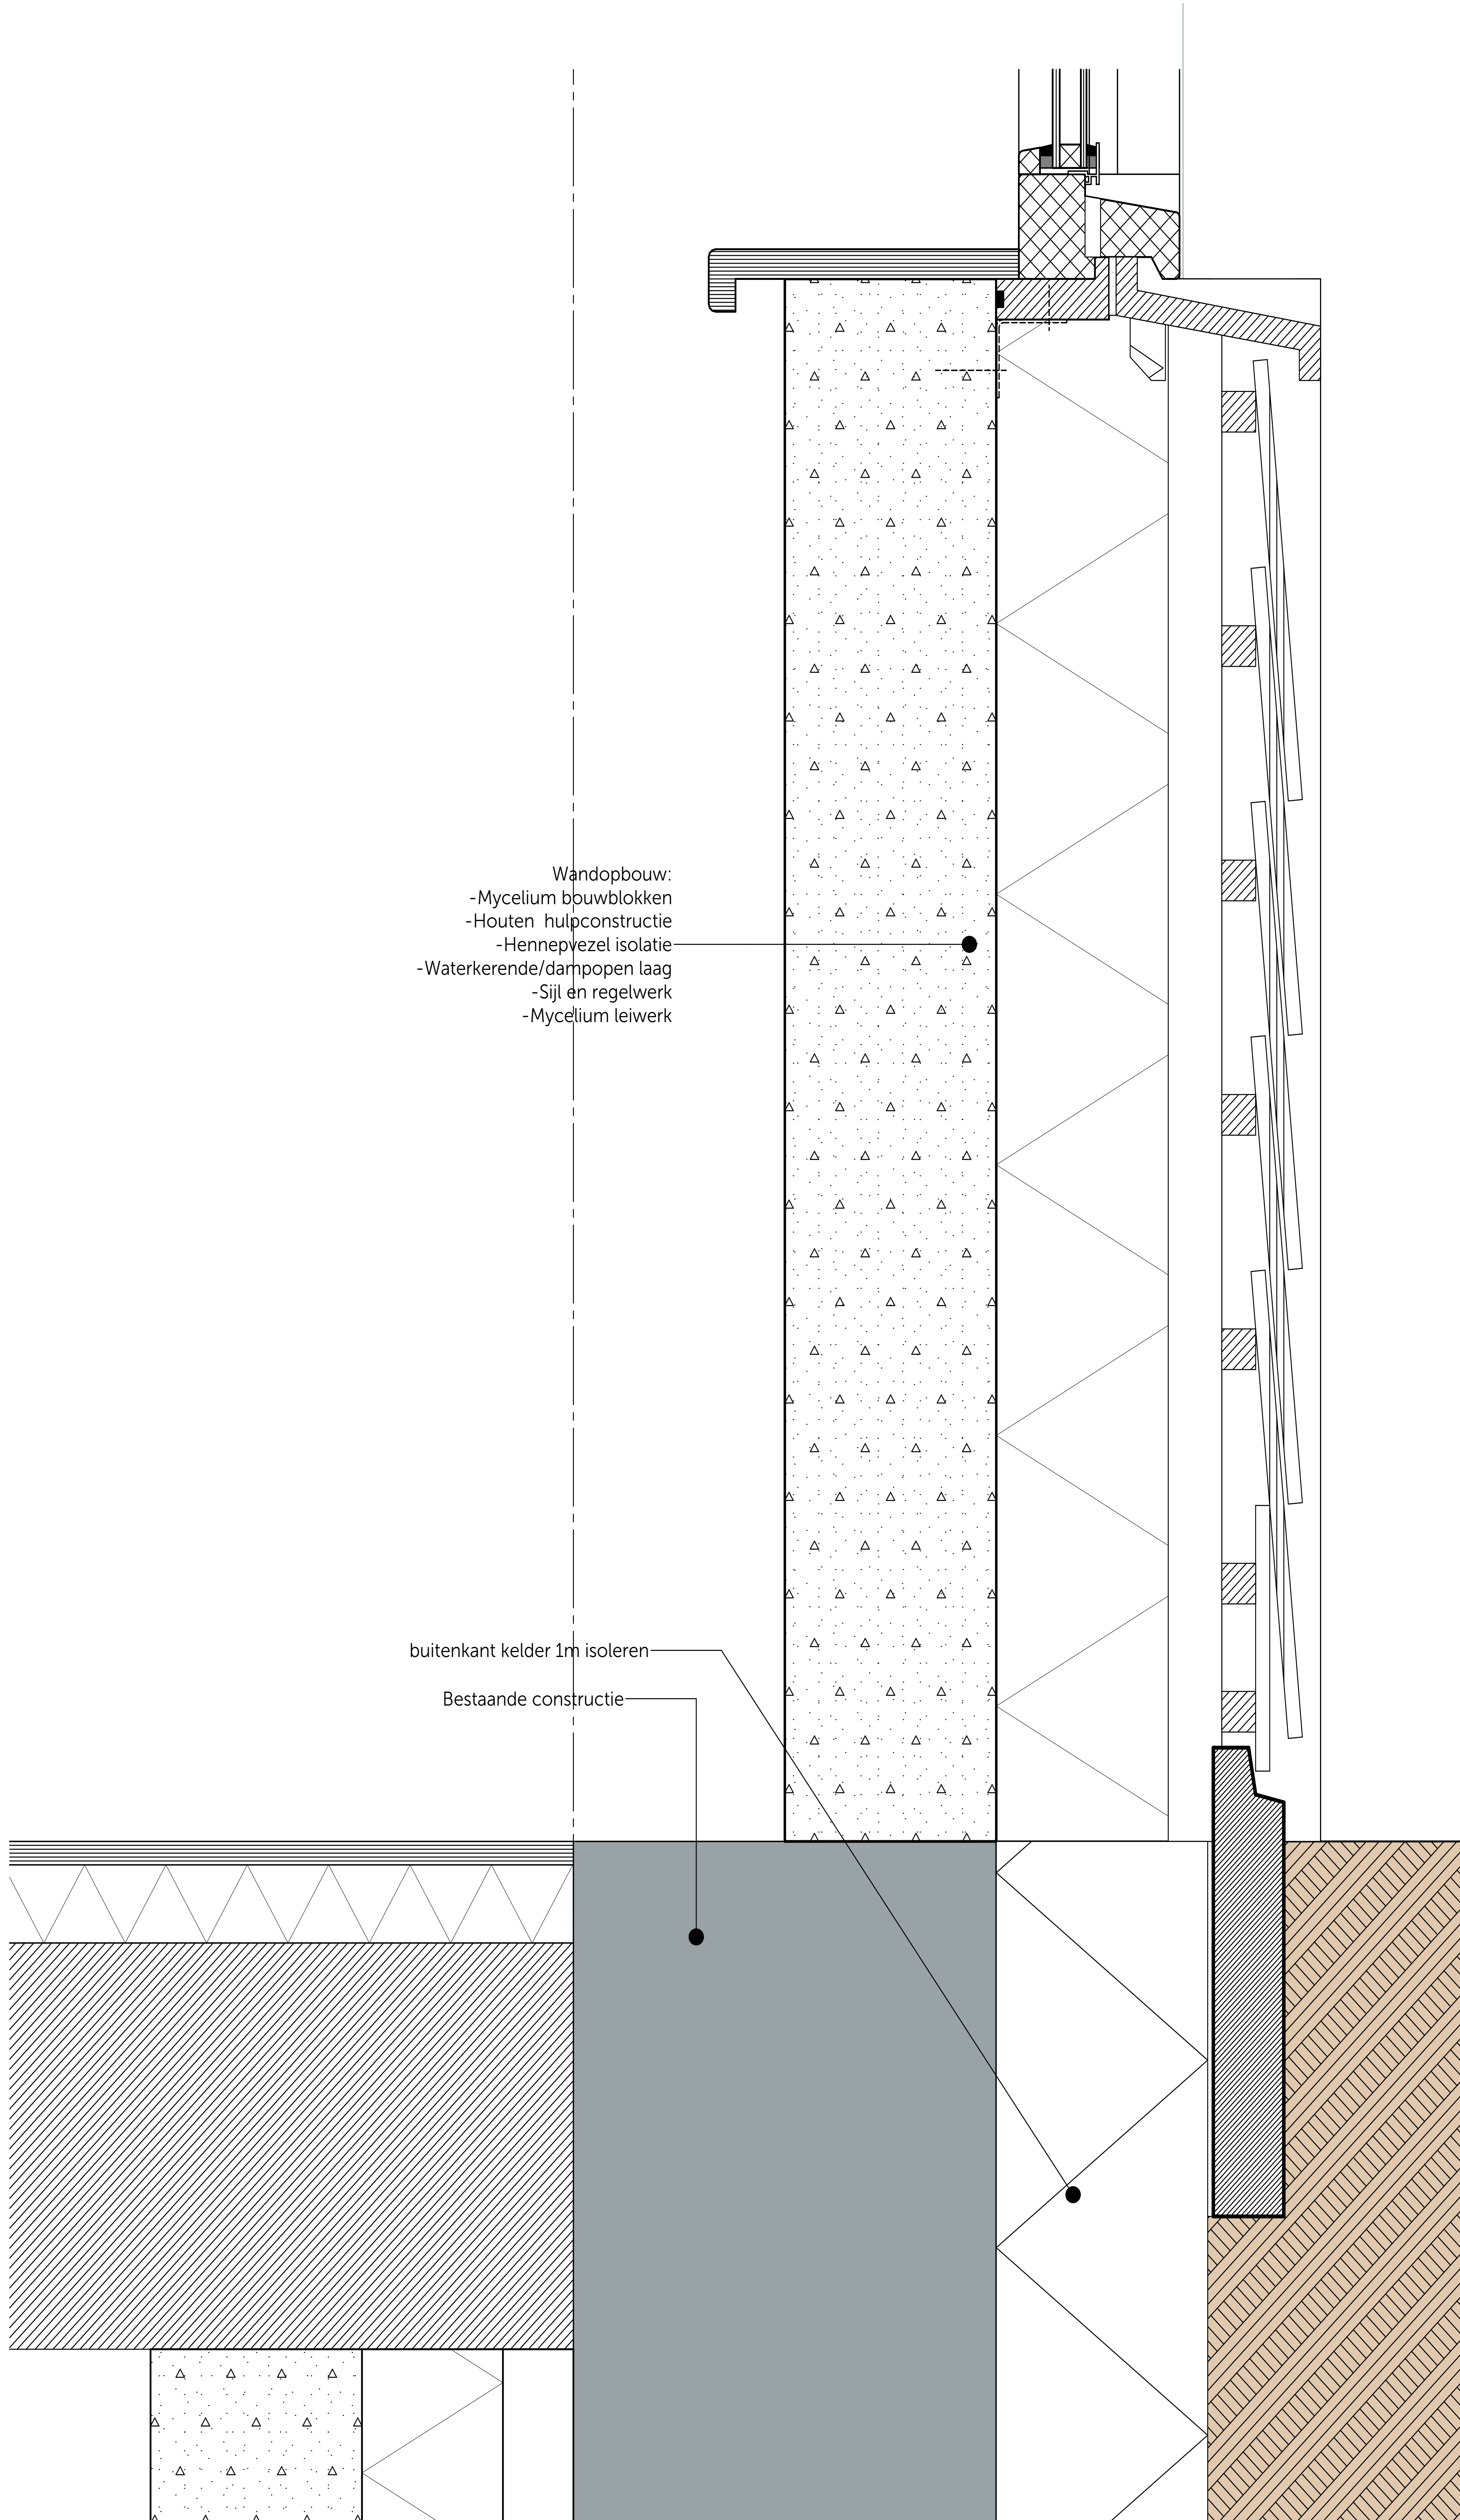 Wandopbouw:
-Mycelium bouwblokken
-Houten  hulpconstructie
-Hennepvezel isolatie
-Waterkerende/dampopen laag
-Sijl en regelwerk
-Mycelium leiwerk
buitenkant kelder 1m isoleren
Bestaande constructie